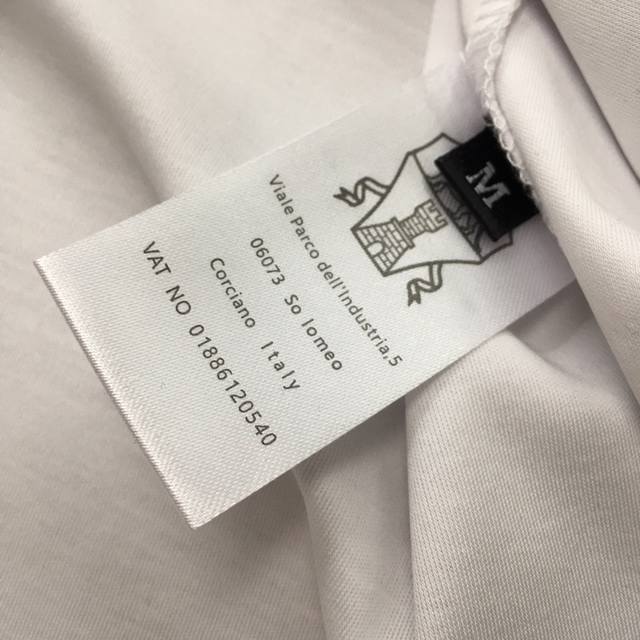 M
Viale Parco dell'Industria,5
06073 So lomeo
Corciano Italy
VAT NO 01886120540